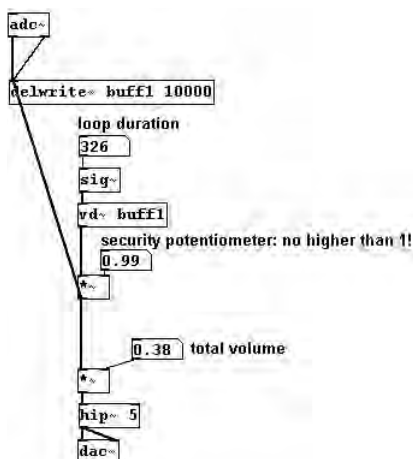 adc~
delwrite~ buff1 10000
loop duration
326
sig~
vd~ buff1
security potentiometer: no higher than 1!
0.99
*~
0.38 total volume
*~
hip~ 5
dac~